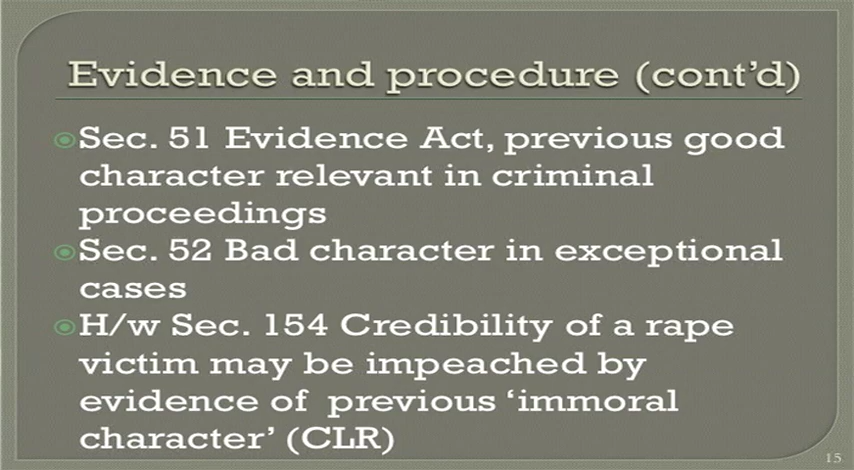 Evidence and procedure (cont’d)
Sec. 51 Evidence Act, previous good
character relevant in criminal
proceedings
Sec. 52 Bad character in exceptional
cases
H/w Sec. 154 Credibility of a rape
victim may be impeached by
evidence of previous ‘immoral
character’ (CLR)
15